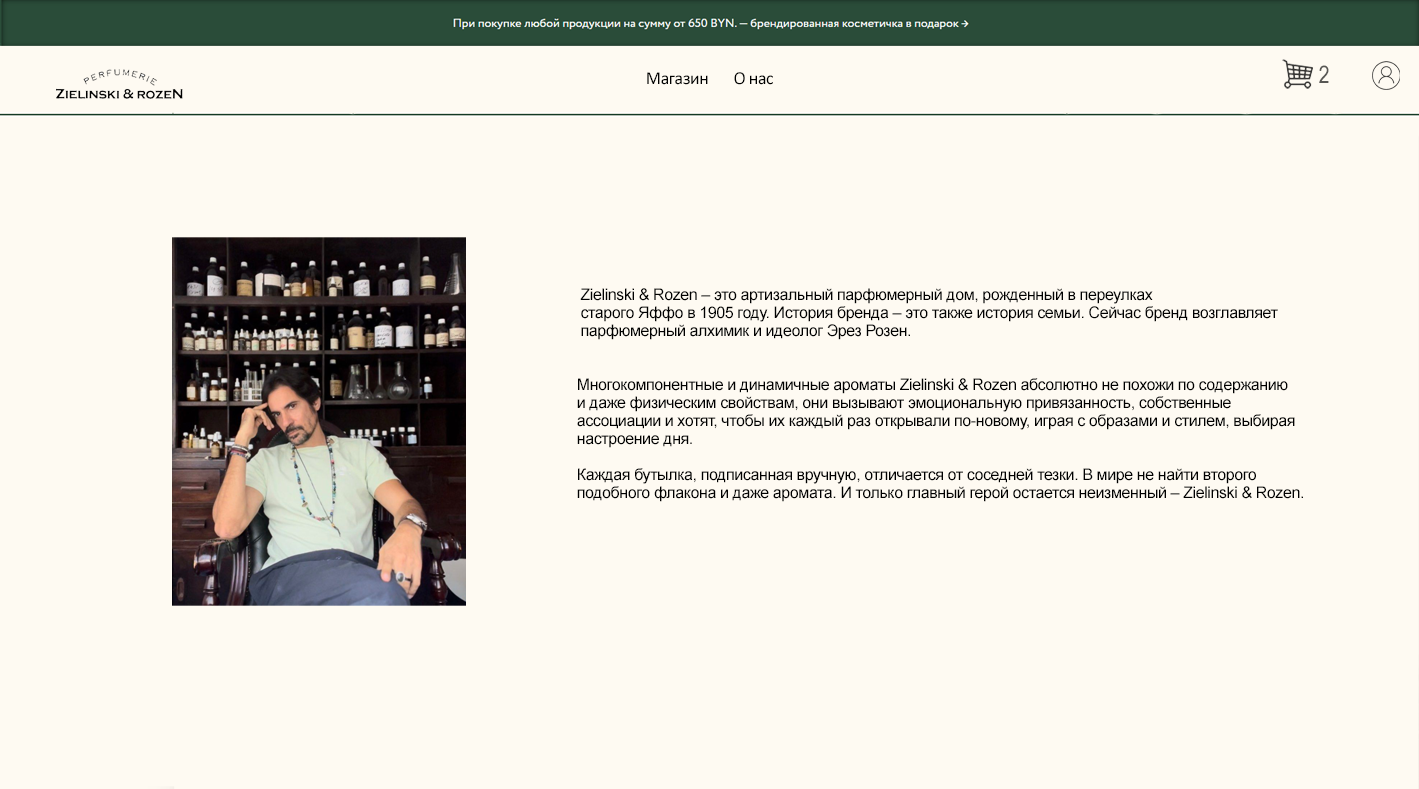 При покупке любой продукции на сумму от 650 BYN. — брендированная косметичка в подарок →
PERFUMERIE
ZIELINSKI & ROZEN
Магазин
О нас
2
Zielinski & Rozen – это артизальный парфюмерный дом, рожденный в переулках
старого Яффо в 1905 году. История бренда – это также история семьи. Сейчас бренд возглавляет
парфюмерный алхимик и идеолог Эрез Розен.
Многокомпонентные и динамичные ароматы Zielinski & Rozen абсолютно не похожи по содержанию
и даже физическим свойствам, они вызывают эмоциональную привязанность, собственные
ассоциации и хотят, чтобы их каждый раз открывали по-новому, играя с образами и стилем, выбирая
настроение дня.
Каждая бутылка, подписанная вручную, отличается от соседней тезки. В мире не найти второго
подобного флакона и даже аромата. И только главный герой остается неизменный – Zielinski & Rozen.